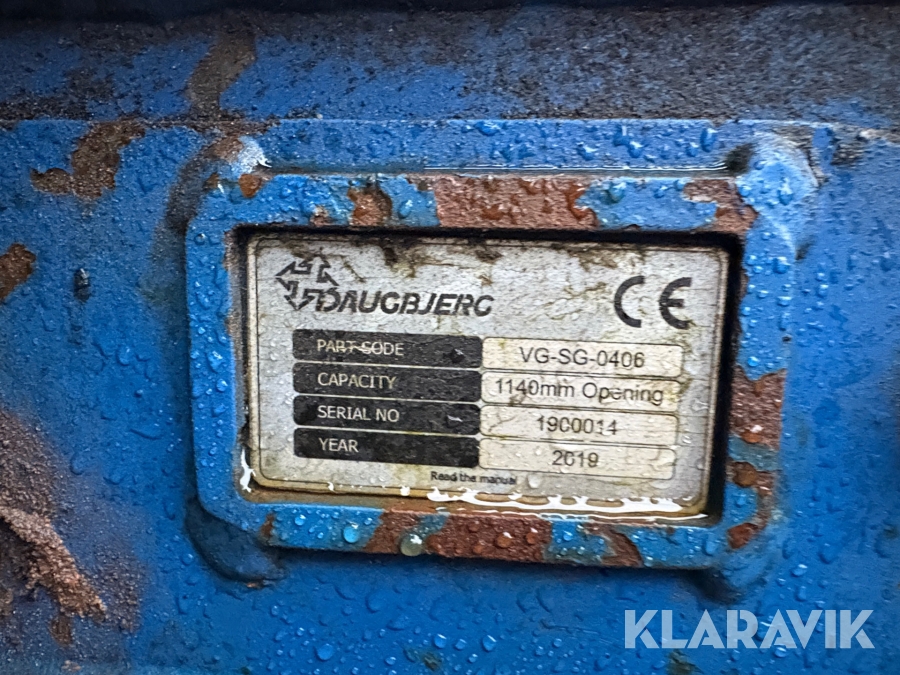 DAUGBJERG
CE
PART CODE VG-SG-0406
CAPACITY 1140mm Opening
SERIAL NO 1900014
YEAR 2019
Read the manual
KLARAVIK